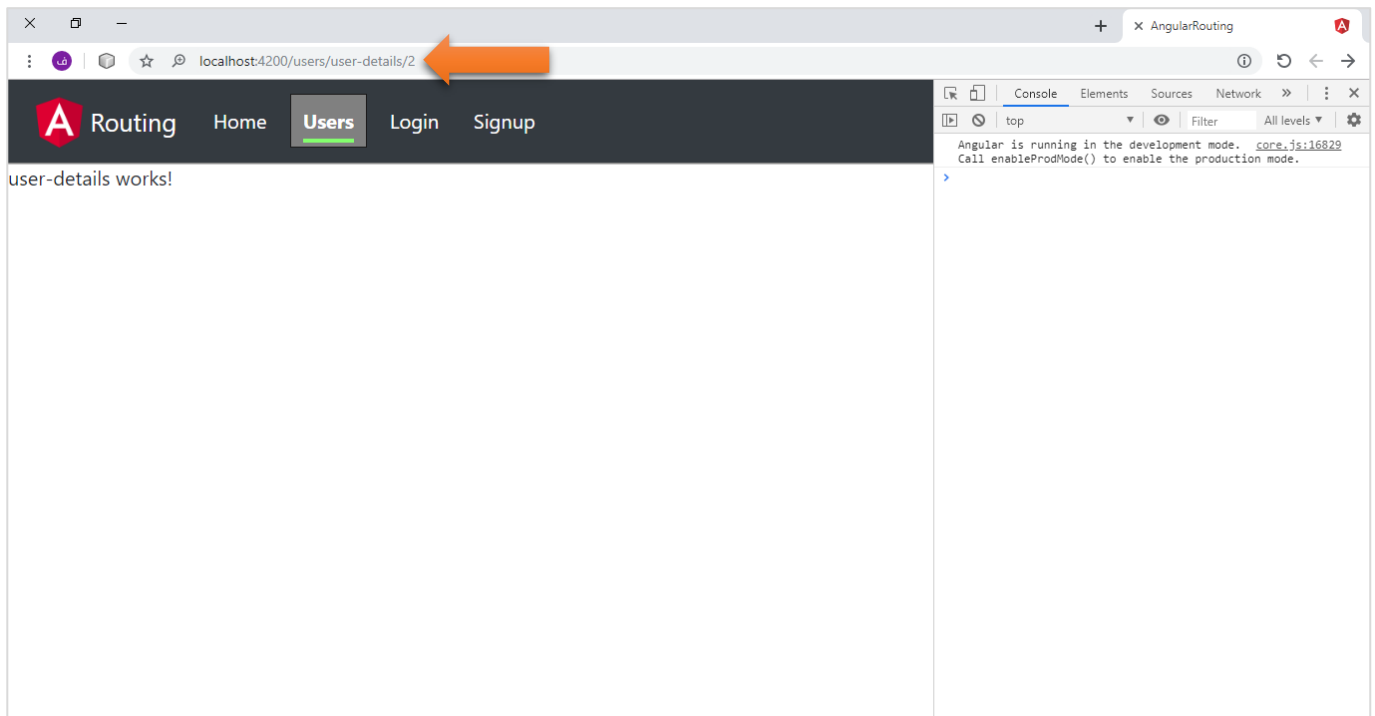 AngularRouting
ف
localhost:4200/users/user-details/2
A Routing Home Users Login Signup
user-details works!
Console Elements Sources Network »
top Filter All levels
Angular is running in the development mode. core.js:16829
Call enableProdMode() to enable the production mode.
>